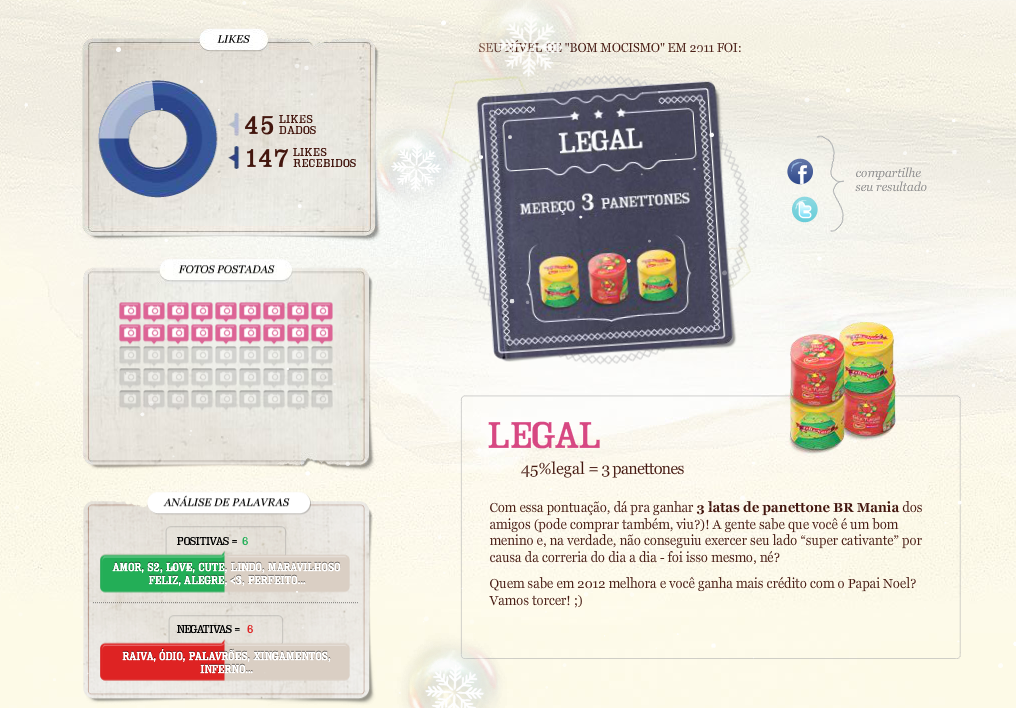 LIKES
45 LIKES DADOS
147 LIKES RECEBIDOS
FOTOS POSTADAS
ANÁLISE DE PALAVRAS
POSITIVAS = 6
AMOR, S2, LOVE, CUTE, LINDO, MARAVILHOSO
FELIZ, ALEGRE, <3, PERFEITO...
NEGATIVAS = 6
RAIVA, ÓDIO, PALAVRÕES, XINGAMENTOS,
INFERNO...
SEU NÍVEL DE "BOM MOCISMO" EM 2011 FOI:
LEGAL
MEREÇO 3 PANETTONES
compartilhe
seu resultado
LEGAL
45%legal = 3 panettones
Com essa pontuação, dá pra ganhar 3 latas de panettone BR Mania dos
amigos (pode comprar também, viu?)! A gente sabe que você é um bom
menino e, na verdade, não conseguiu exercer seu lado “super cativante” por
causa da correria do dia a dia - foi isso mesmo, né?
Quem sabe em 2012 melhora e você ganha mais crédito com o Papai Noel?
Vamos torcer! ;)